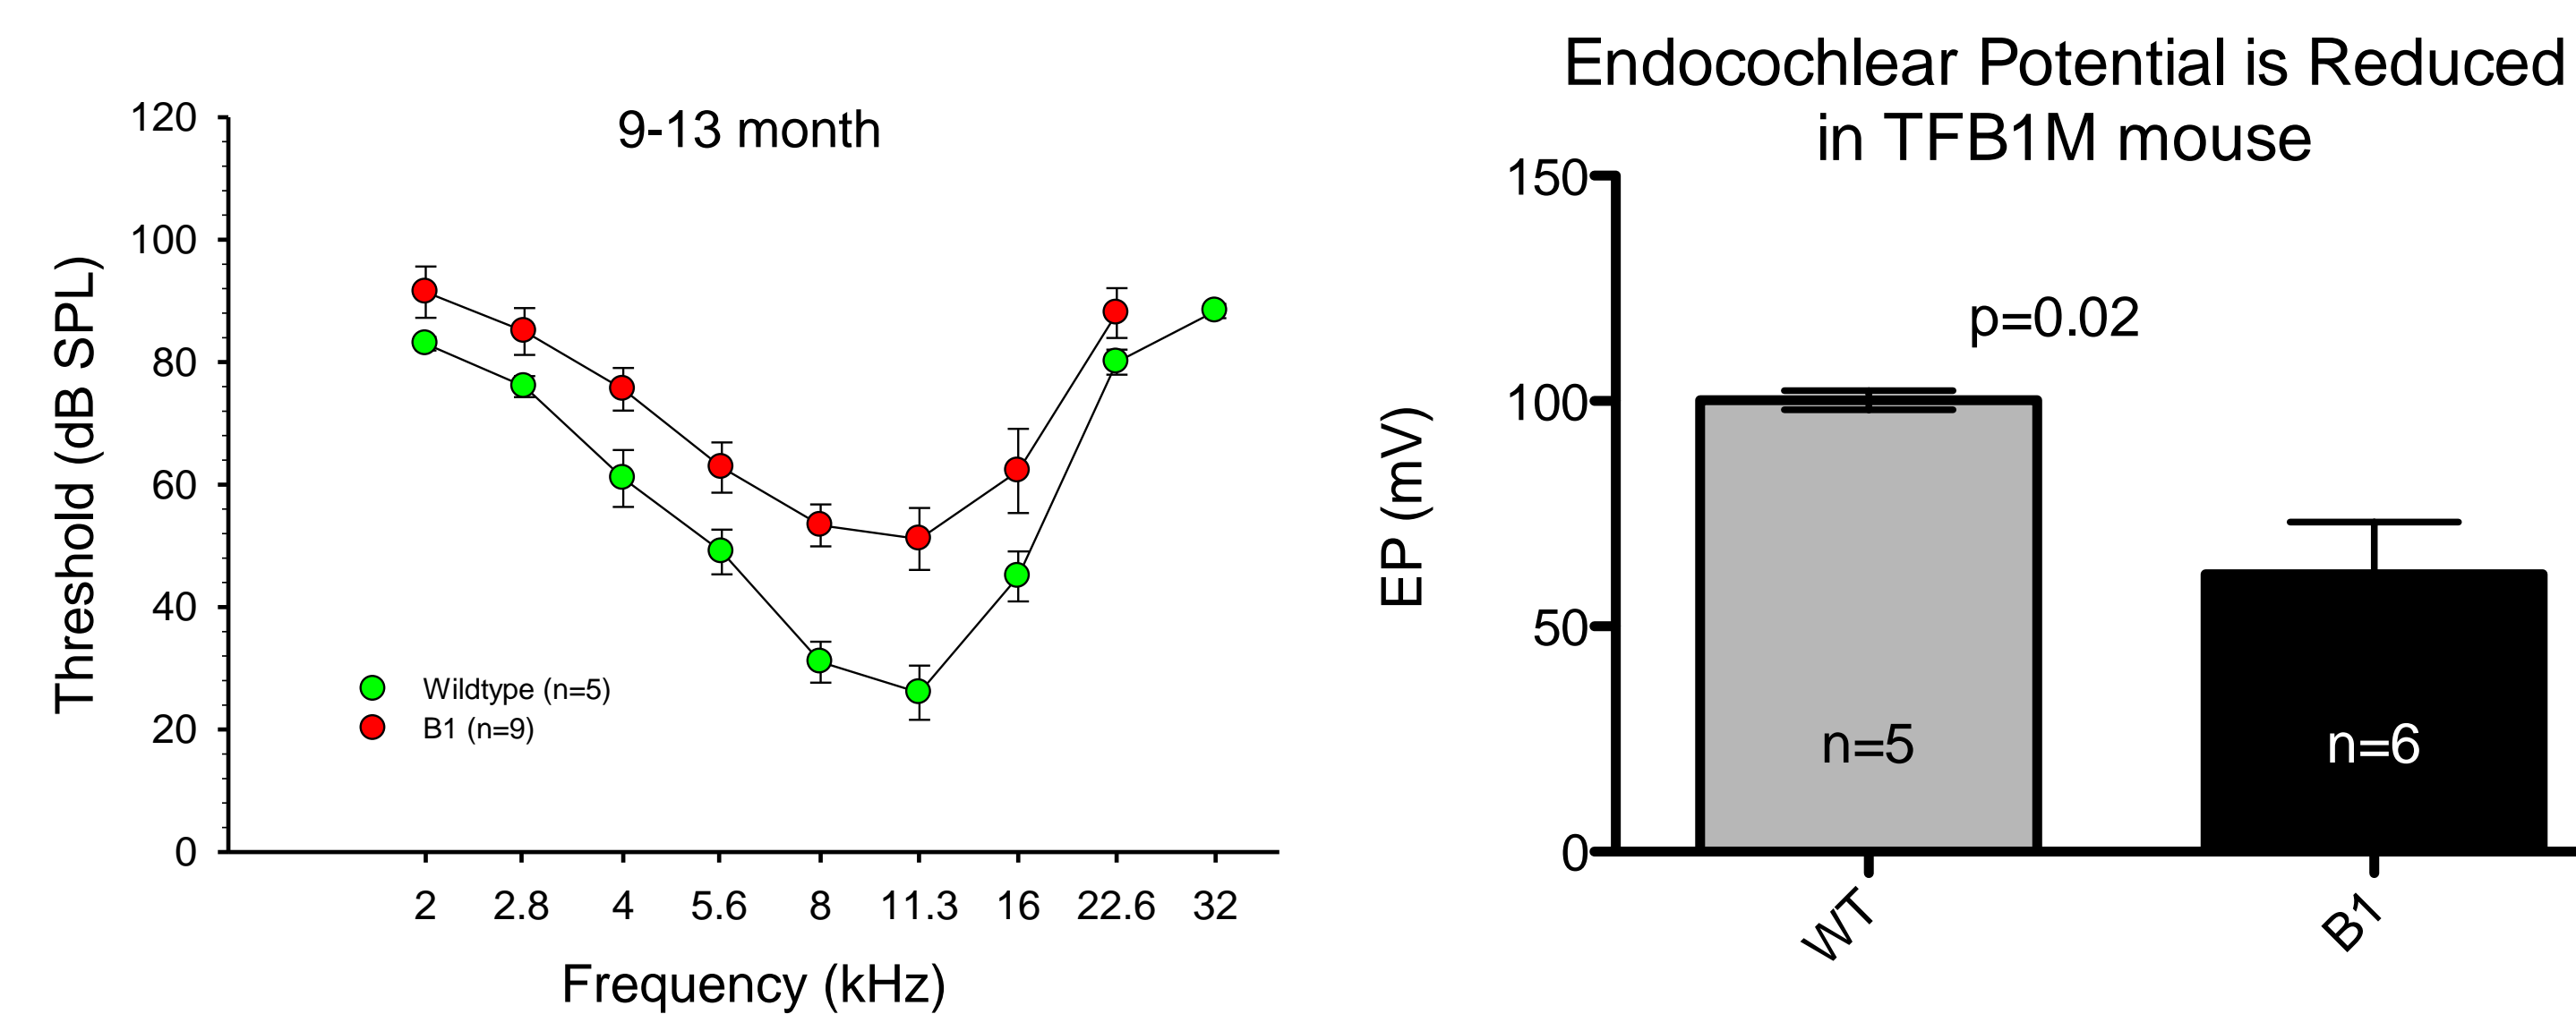 9-13 month
120
100
80
60
40
20
0
Threshold (dB SPL)
Wildtype (n=5)
B1 (n=9)
2 2.8 4 5.6 8 11.3 16 22.6 32
Frequency (kHz)
Endocochlear Potential is Reduced
in TFB1M mouse
150
100
50
0
EP (mV)
p=0.02
n=5
n=6
WT
B1